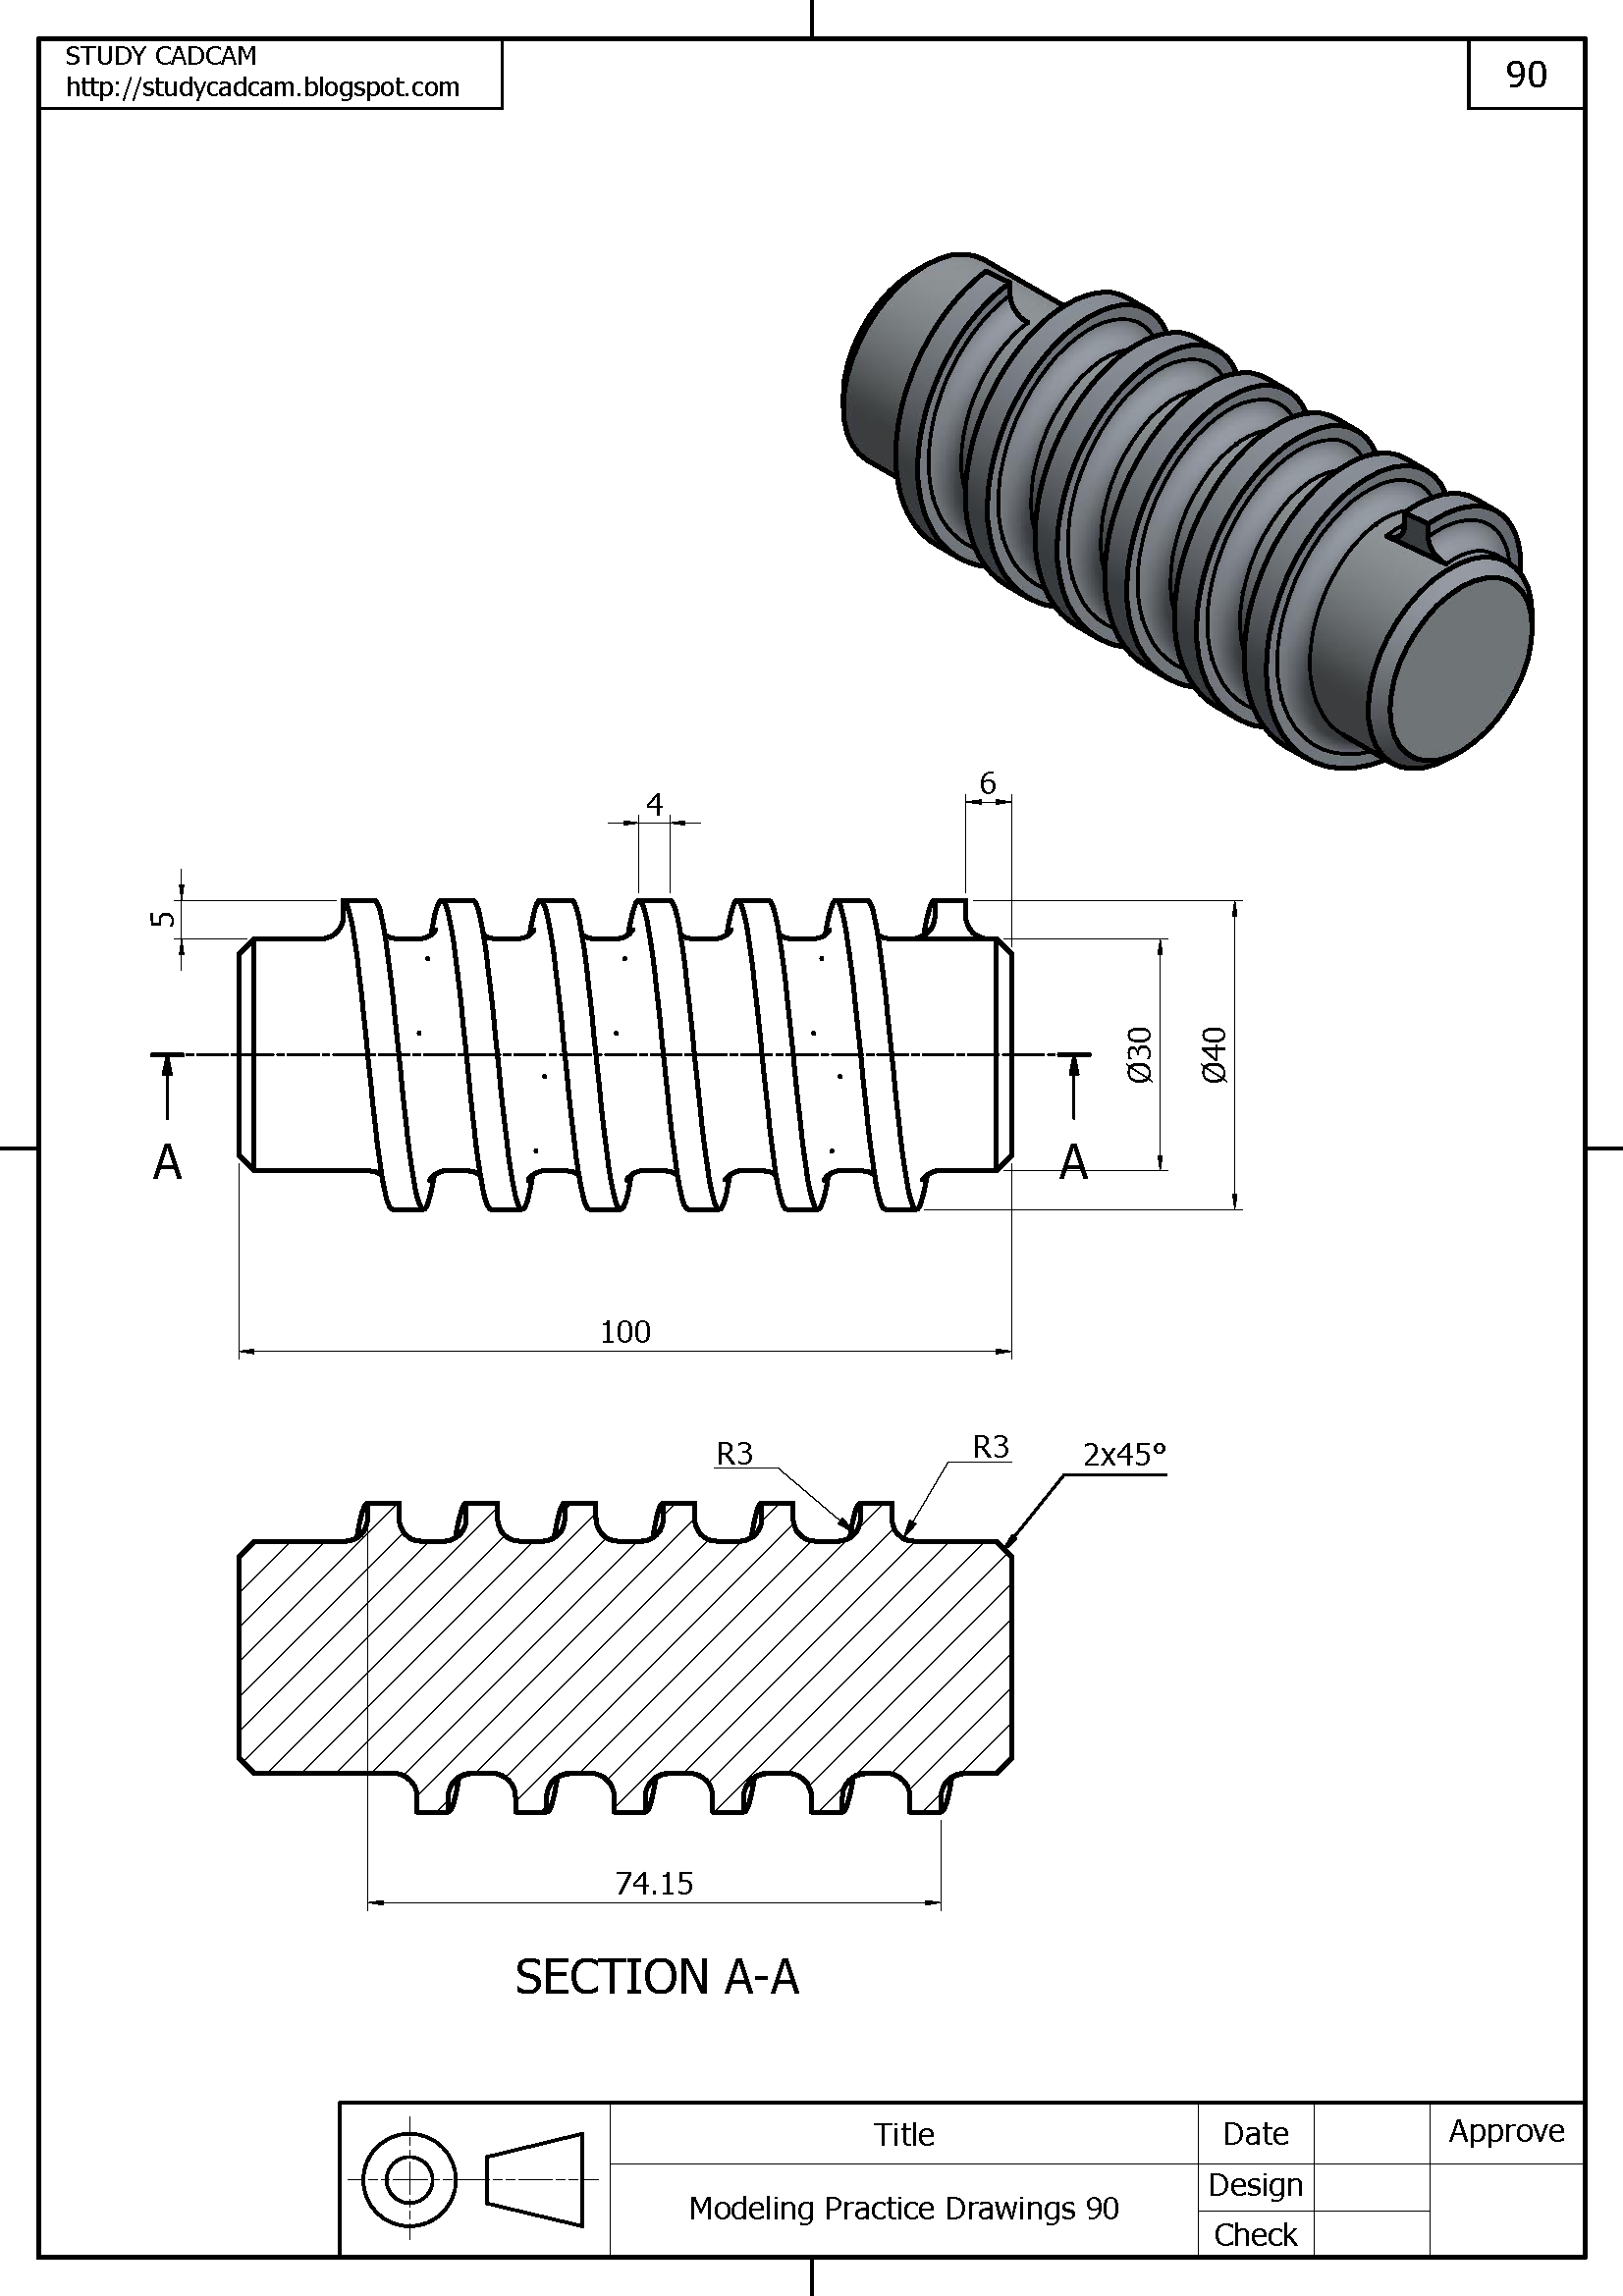 STUDY CADCAM
http://studycadcam.blogspot.com
90
6
4
5
Ø30
Ø40
A
A
100
R3
R3
2x45°
74.15
SECTION A-A
Title
Date
Approve
Modeling Practice Drawings 90
Design
Check